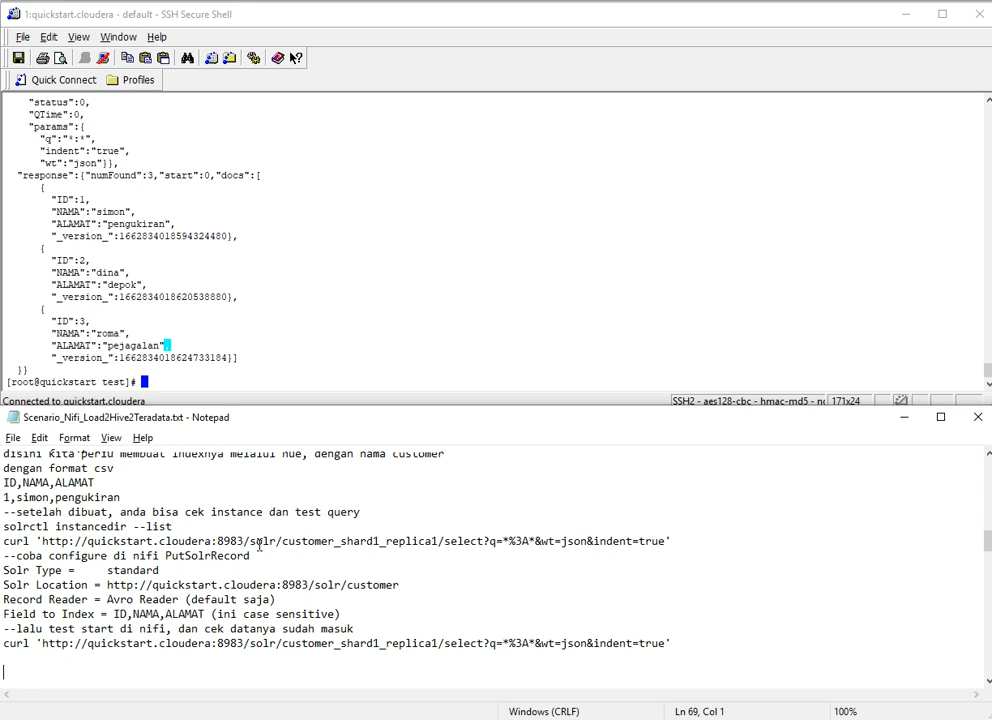 1:quickstart.cloudera - default - SSH Secure Shell
File Edit View Window Help
Quick Connect Profiles
"status":0,
"QTime":0,
"params":{
"q":"*:*",
"indent":"true",
"wt":"json"}},
"response":{"numFound":3,"start":0,"docs":[
{
"ID":1,
"NAMA":"simon",
"ALAMAT":"pengukiran",
"_version_":1662834018594324480},
{
"ID":2,
"NAMA":"dina",
"ALAMAT":"depok",
"_version_":1662834018620538880},
{
"ID":3,
"NAMA":"roma",
"ALAMAT":"pejagalan",
"_version_":1662834018624733184}]
}}
[root@quickstart test]#
Connected to quickstart.cloudera SSH2 - aes128-cbc - hmac-md5 - 171x24
Scenario_Nifi_Load2Hive2Teradata.txt - Notepad
File Edit Format View Help
disini kita perlu membuat indexnya melalui hue, dengan nama customer
dengan format csv
ID,NAMA,ALAMAT
1,simon,pengukiran
--setelah dibuat, anda bisa cek instance dan test query
solrctl instancedir --list
curl 'http://quickstart.cloudera:8983/solr/customer_shard1_replica1/select?q=*%3A*&wt=json&indent=true'
--coba configure di nifi PutSolrRecord
Solr Type = standard
Solr Location = http://quickstart.cloudera:8983/solr/customer
Record Reader = Avro Reader (default saja)
Field to Index = ID,NAMA,ALAMAT (ini case sensitive)
--lalu test start di nifi, dan cek datanya sudah masuk
curl 'http://quickstart.cloudera:8983/solr/customer_shard1_replica1/select?q=*%3A*&wt=json&indent=true'
Windows (CRLF) Ln 69, Col 1 100%